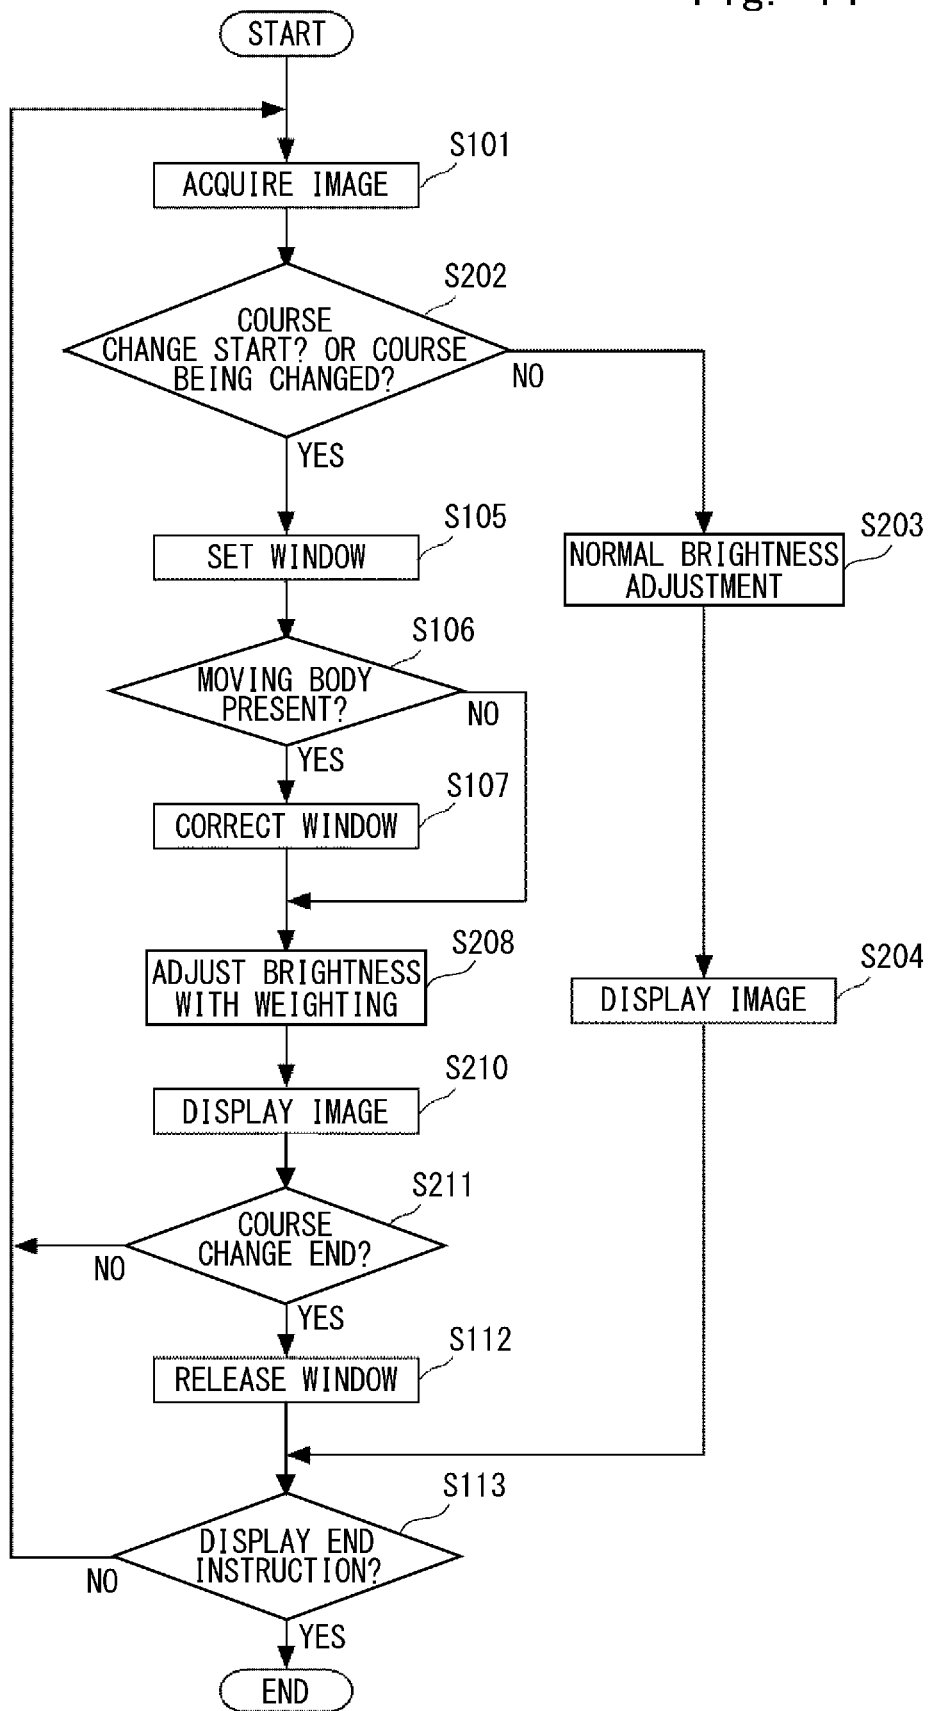 START
S101
ACQUIRE IMAGE
S202
COURSE
CHANGE START? OR COURSE
BEING CHANGED?
NO
YES
S105
SET WINDOW
S203
NORMAL BRIGHTNESS
ADJUSTMENT
S106
MOVING BODY
PRESENT?
NO
YES
S107
CORRECT WINDOW
S208
ADJUST BRIGHTNESS
WITH WEIGHTING
S204
DISPLAY IMAGE
S210
DISPLAY IMAGE
S211
COURSE
CHANGE END?
NO
YES
S112
RELEASE WINDOW
S113
DISPLAY END
INSTRUCTION?
NO
YES
END